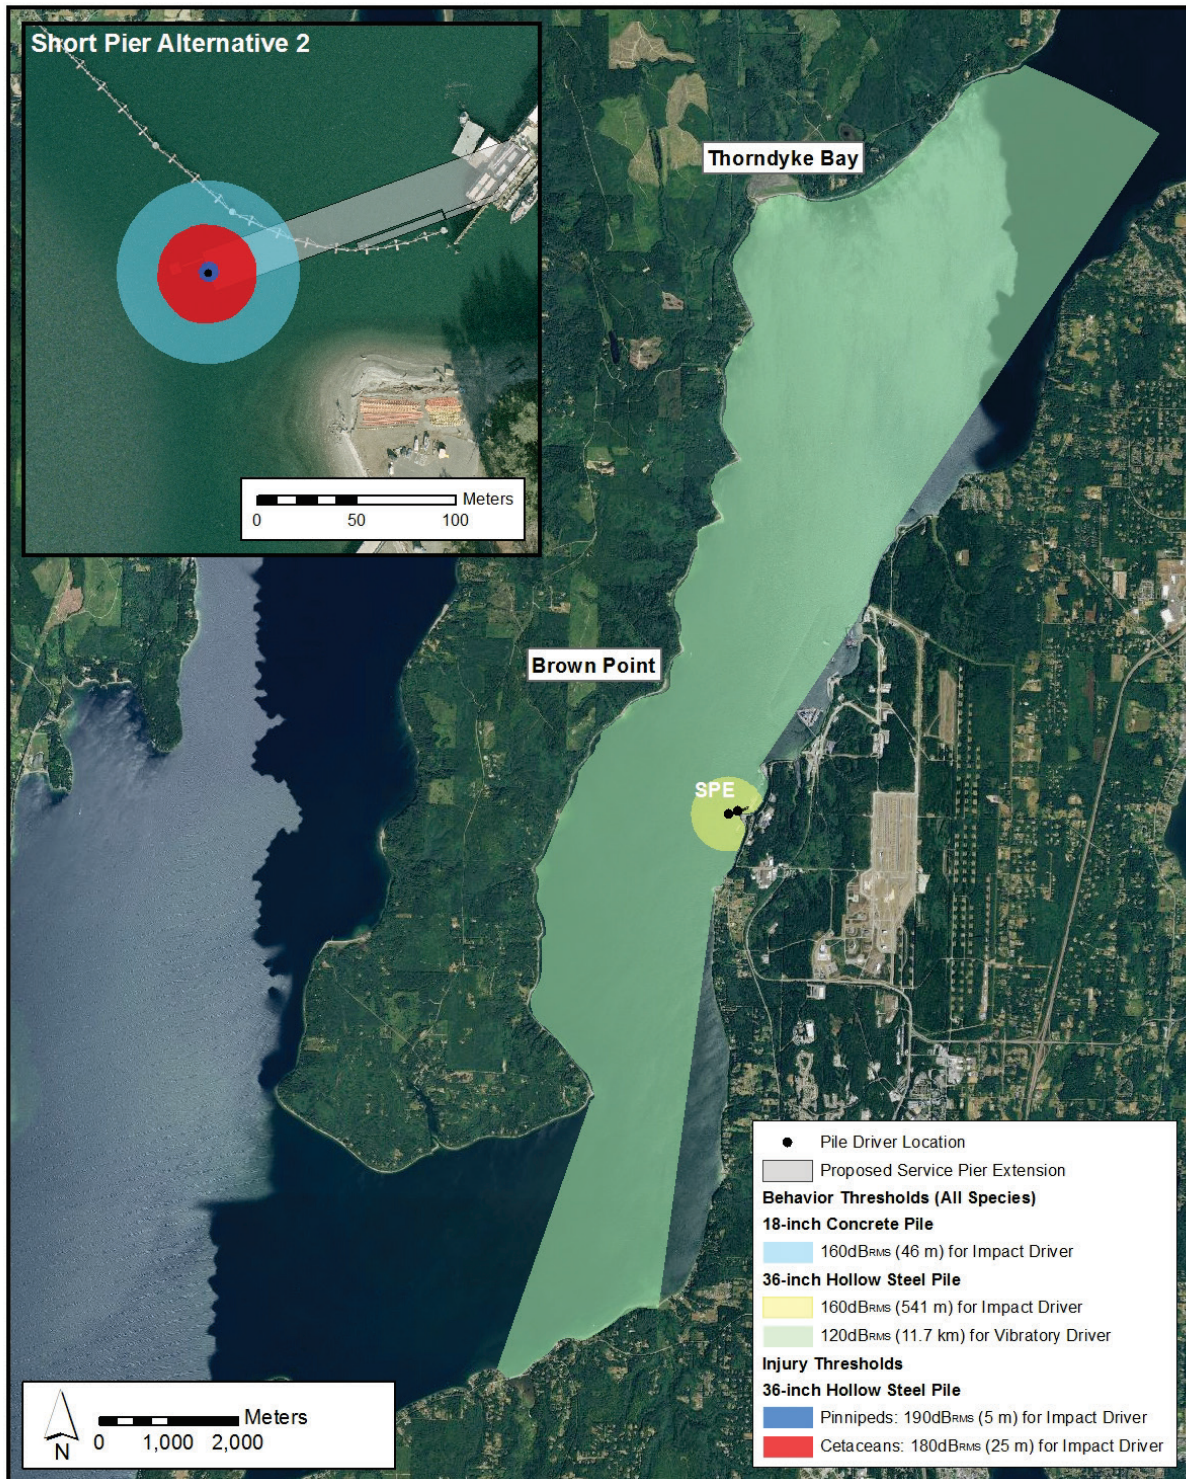 Short Pier Alternative 2
Meters
0 50 100
Thorndyke Bay
Brown Point
SPE
Pile Driver Location
Proposed Service Pier Extension
Behavior Thresholds (All Species)
18-inch Concrete Pile
160dBRMS (46 m) for Impact Driver
36-inch Hollow Steel Pile
160dBRMS (541 m) for Impact Driver
120dBRMS (11.7 km) for Vibratory Driver
Injury Thresholds
36-inch Hollow Steel Pile
Pinnipeds: 190dBRMS (5 m) for Impact Driver
Cetaceans: 180dBRMS (25 m) for Impact Driver
N
Meters
0 1,000 2,000